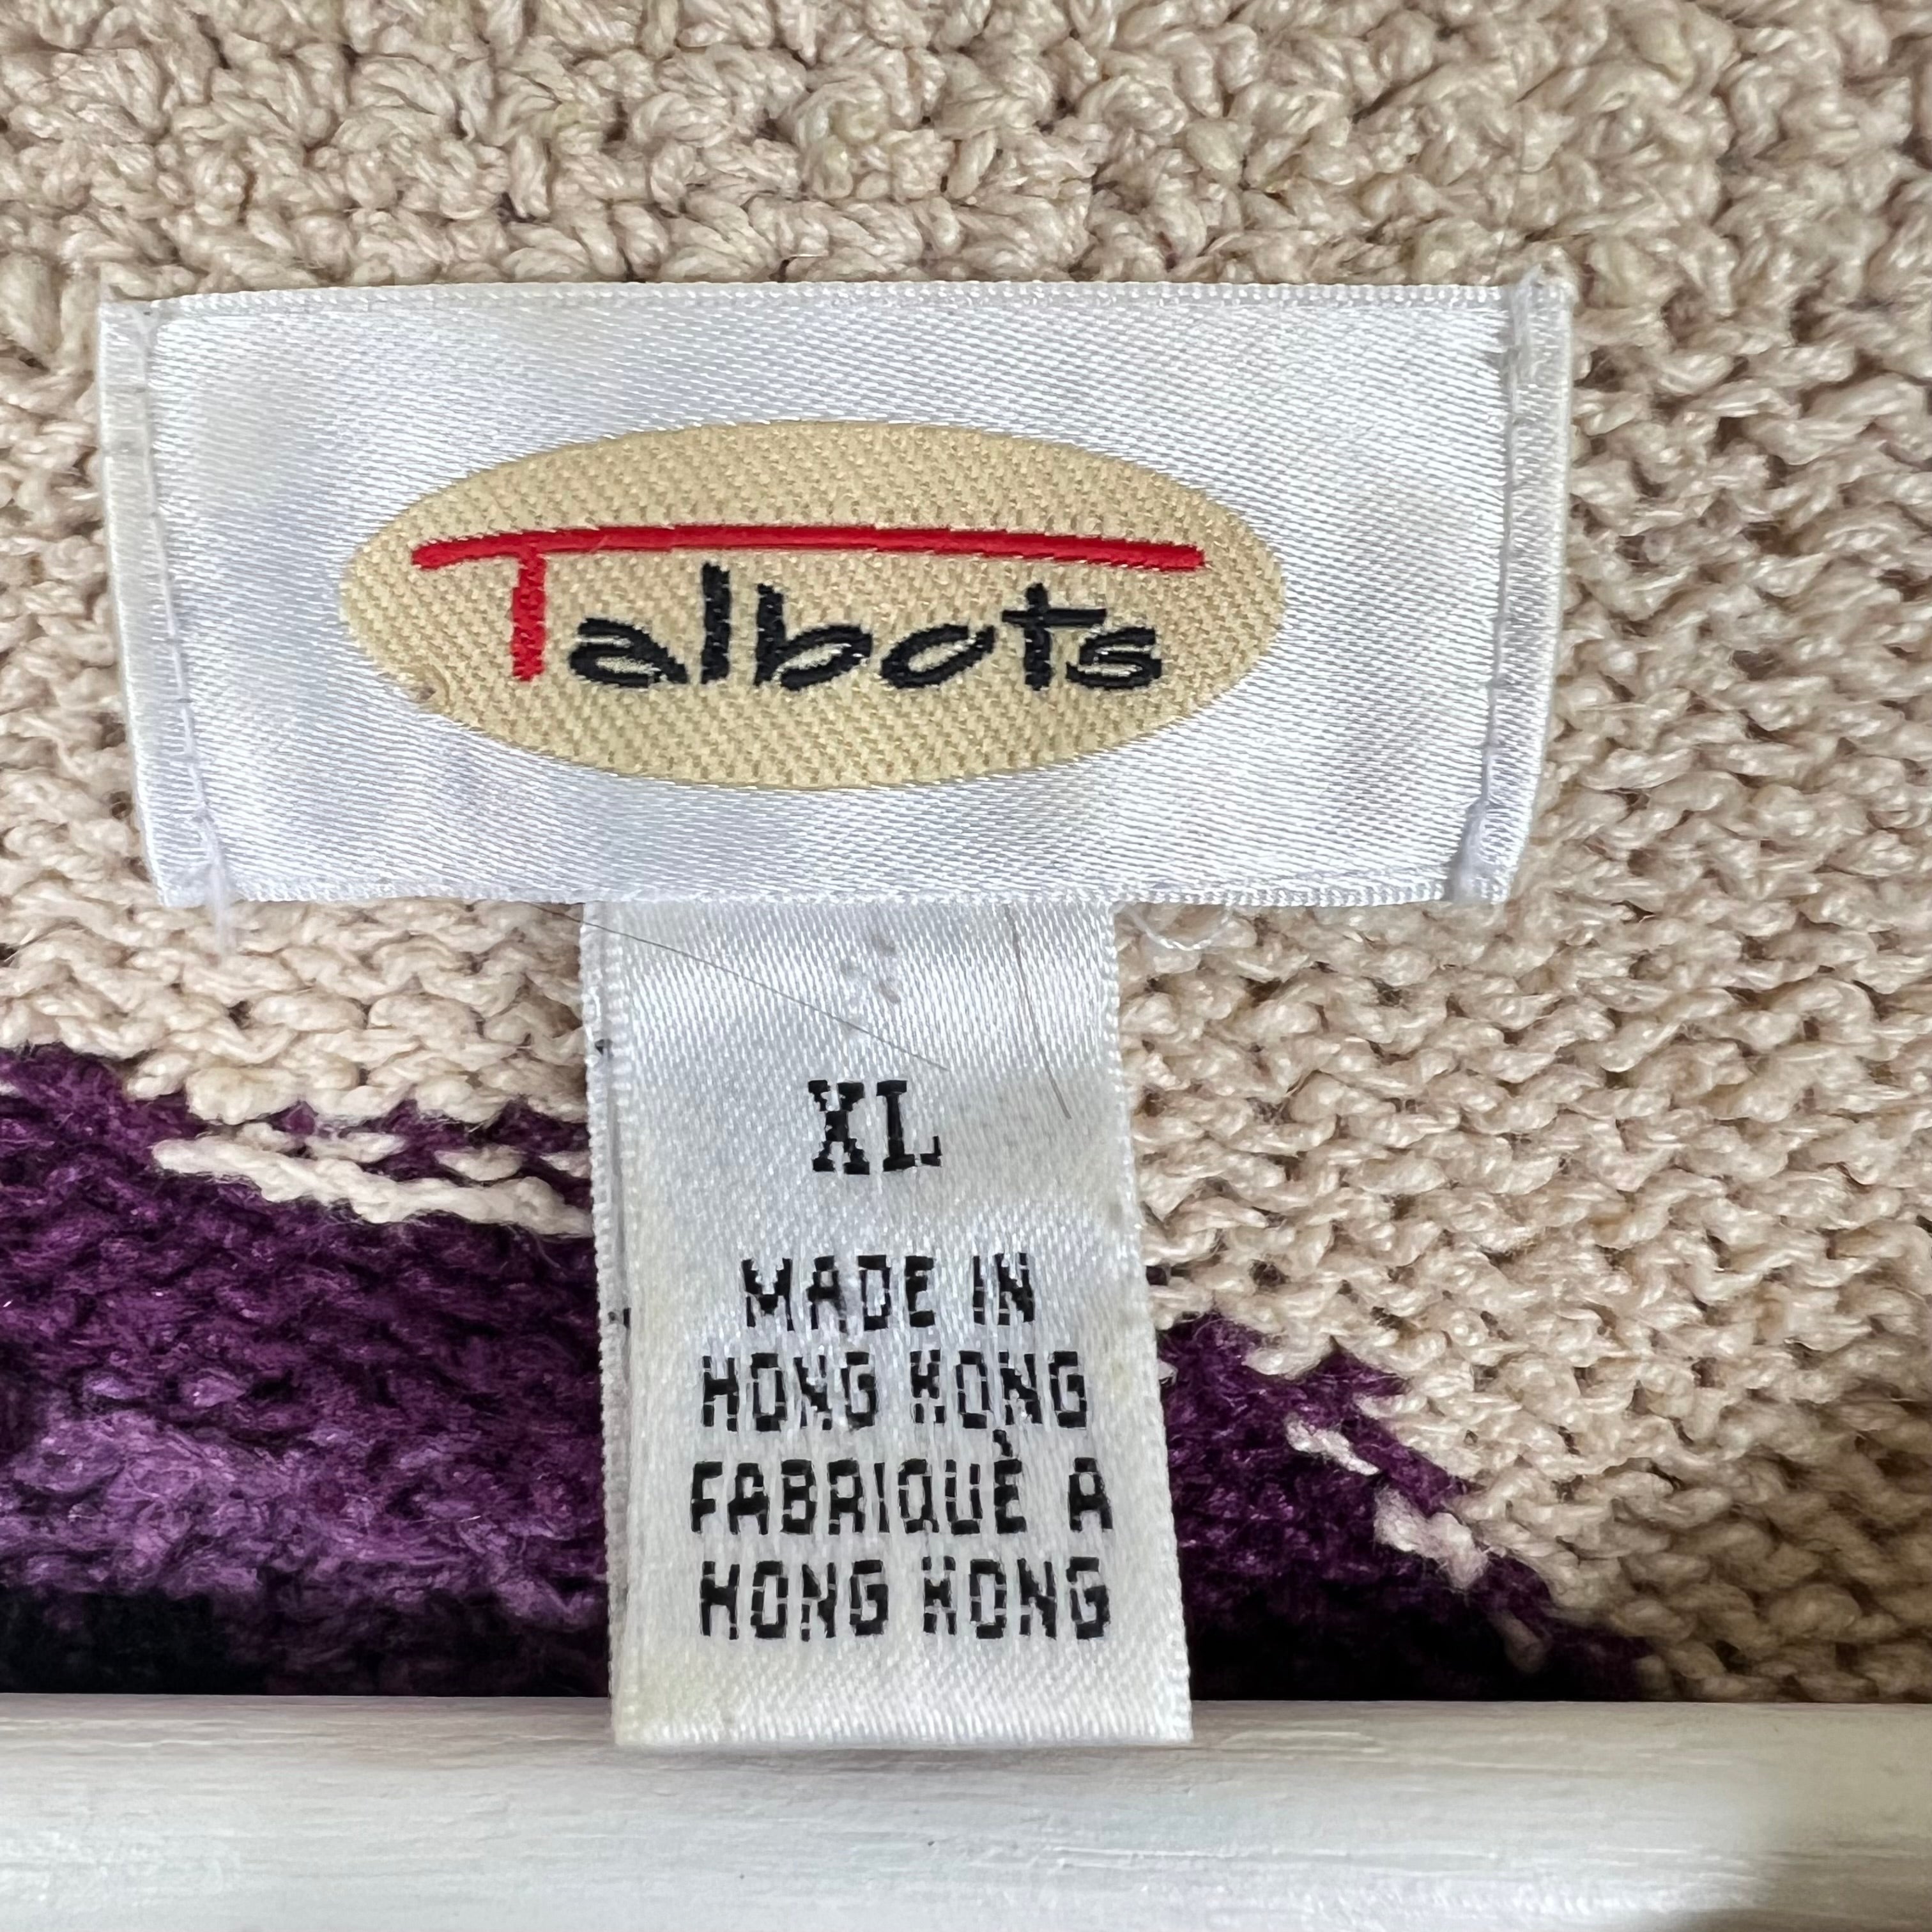 Talbots
XL
MADE IN
HONG KONG
FABRIQUÈ A
HONG KONG